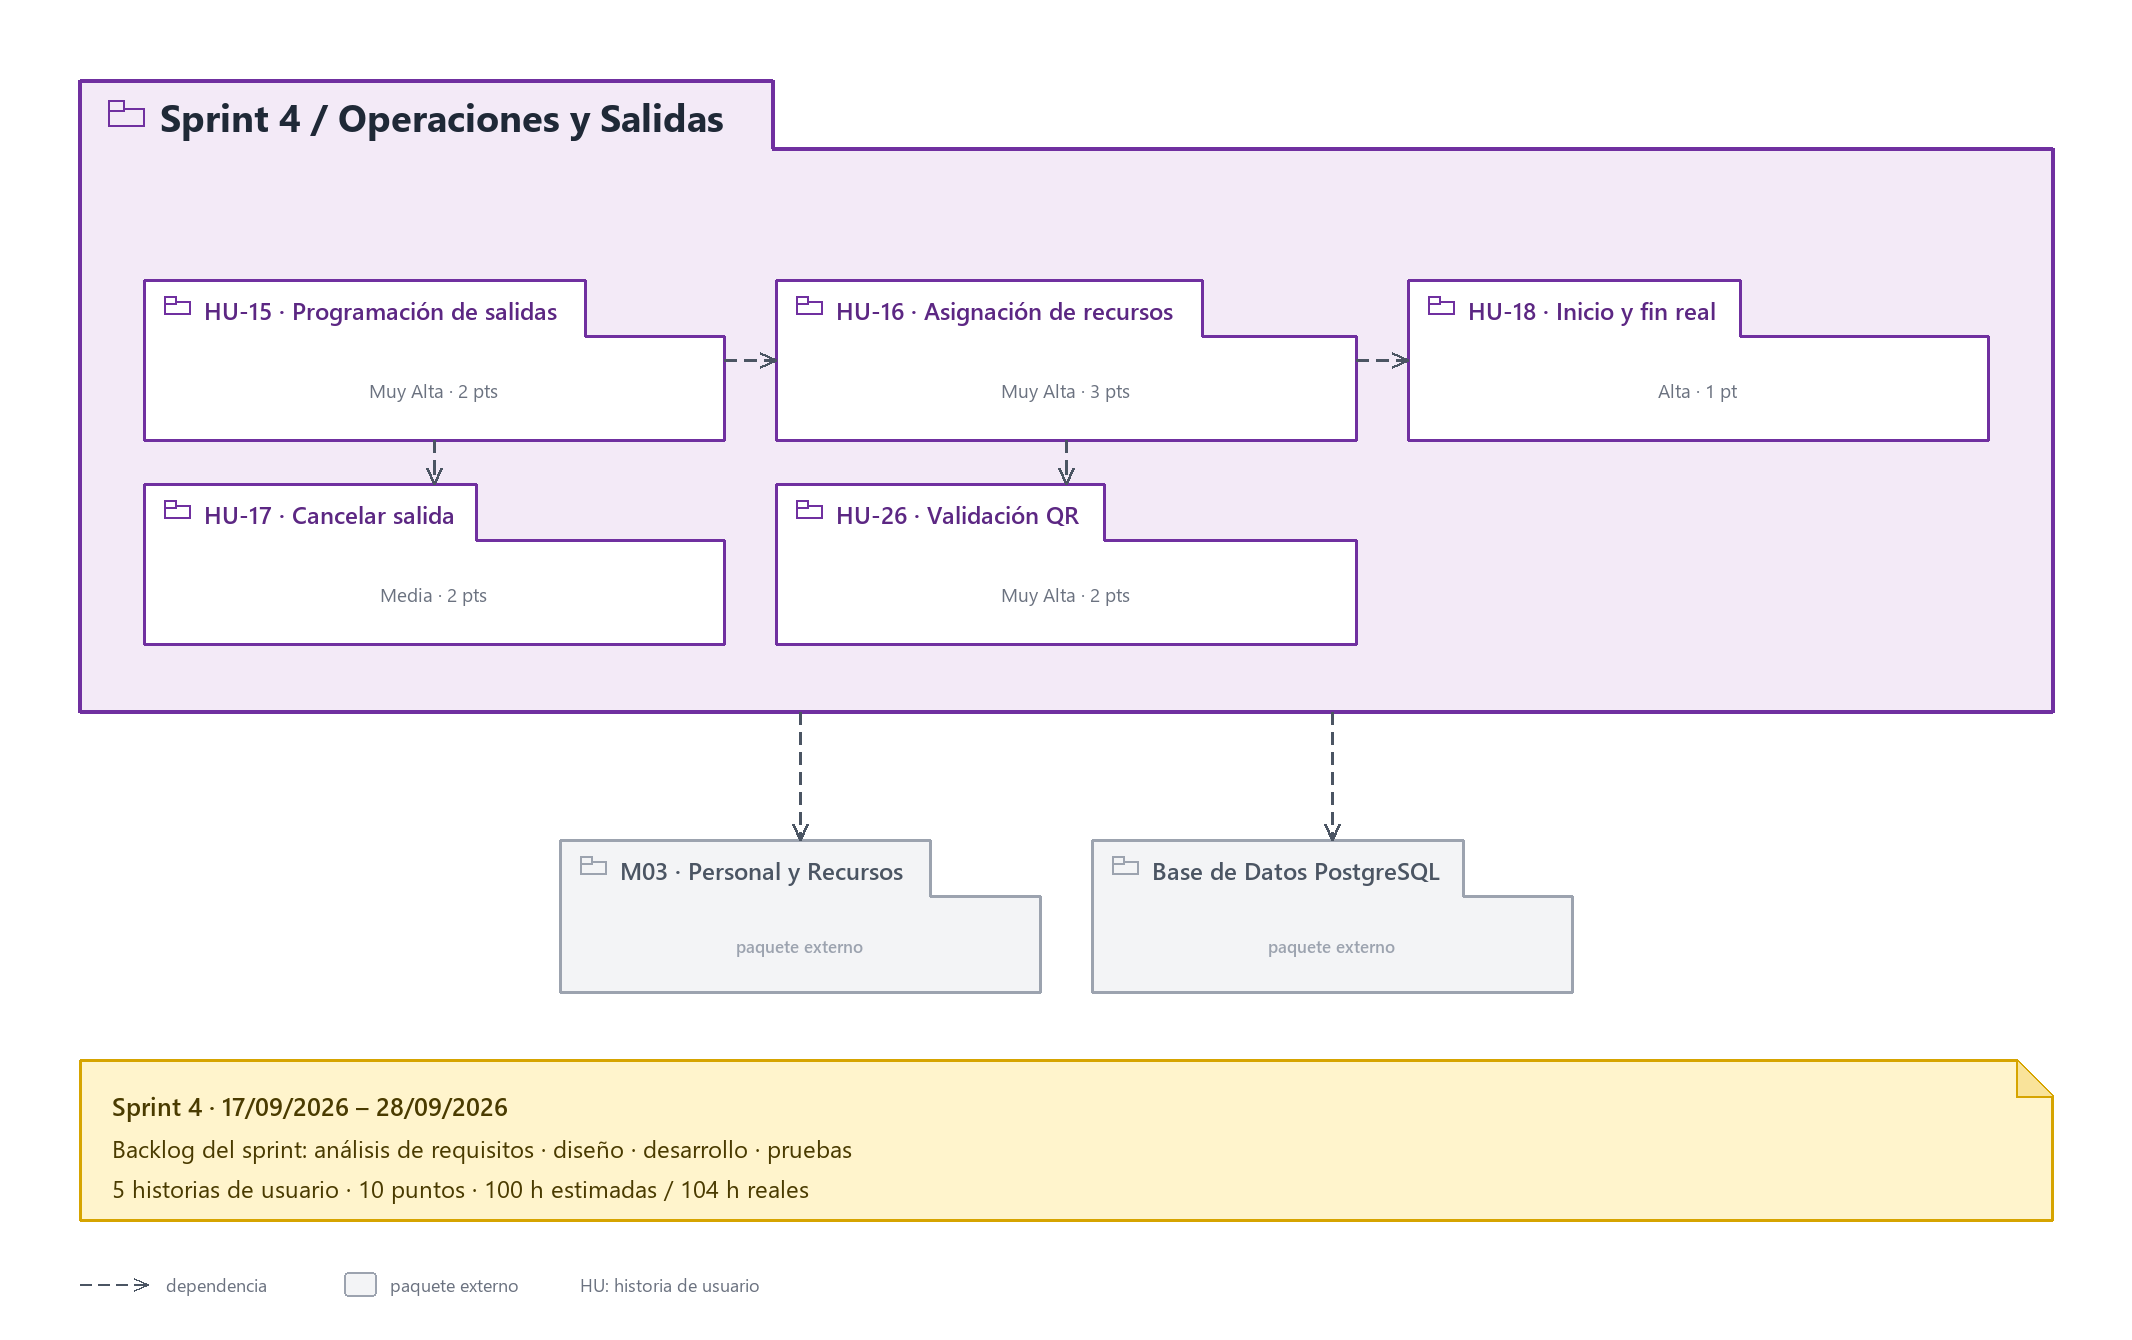 Sprint 4 / Operaciones y Salidas
HU-15 · Programación de salidas
Muy Alta · 2 pts
HU-16 · Asignación de recursos
Muy Alta · 3 pts
HU-18 · Inicio y fin real
Alta · 1 pt
HU-17 · Cancelar salida
Media · 2 pts
HU-26 · Validación QR
Muy Alta · 2 pts
M03 · Personal y Recursos
paquete externo
Base de Datos PostgreSQL
paquete externo
Sprint 4 · 17/09/2026 – 28/09/2026
Backlog del sprint: análisis de requisitos · diseño · desarrollo · pruebas
5 historias de usuario · 10 puntos · 100 h estimadas / 104 h reales
dependencia
paquete externo
HU: historia de usuario